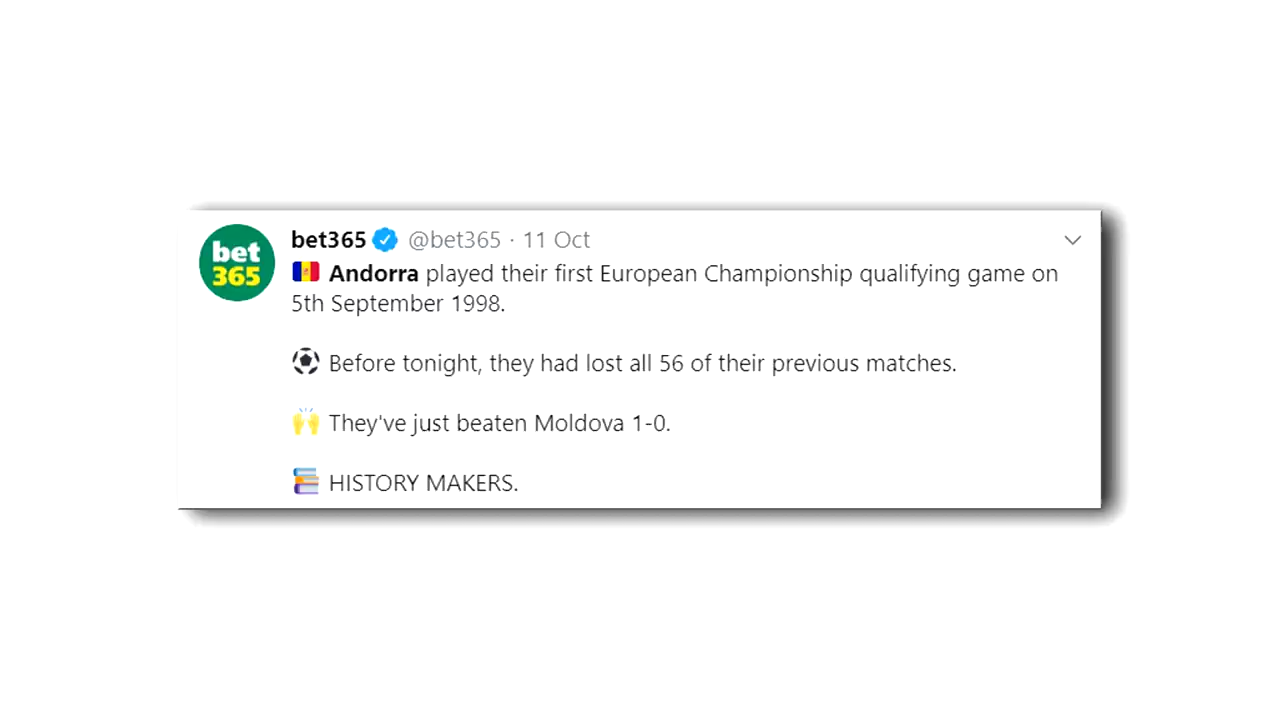 bet
365
bet365 @bet365 · 11 Oct
Andorra played their first European Championship qualifying game on
5th September 1998.
Before tonight, they had lost all 56 of their previous matches.
They've just beaten Moldova 1-0.
HISTORY MAKERS.